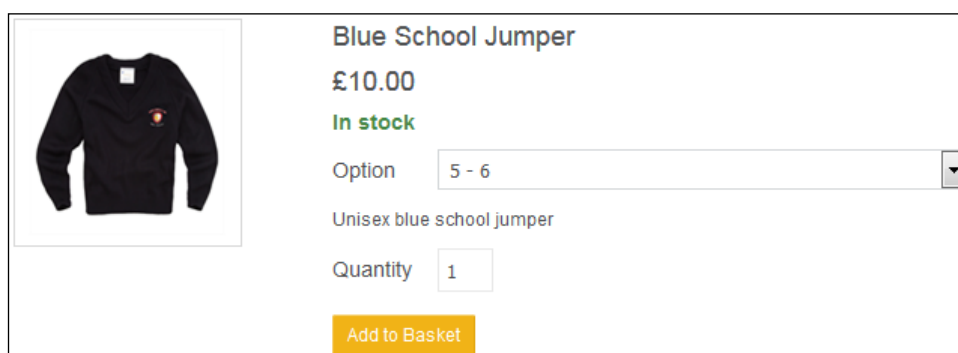 Blue School Jumper
£10.00
In stock
Option 5 - 6
Unisex blue school jumper
Quantity 1
Add to Basket